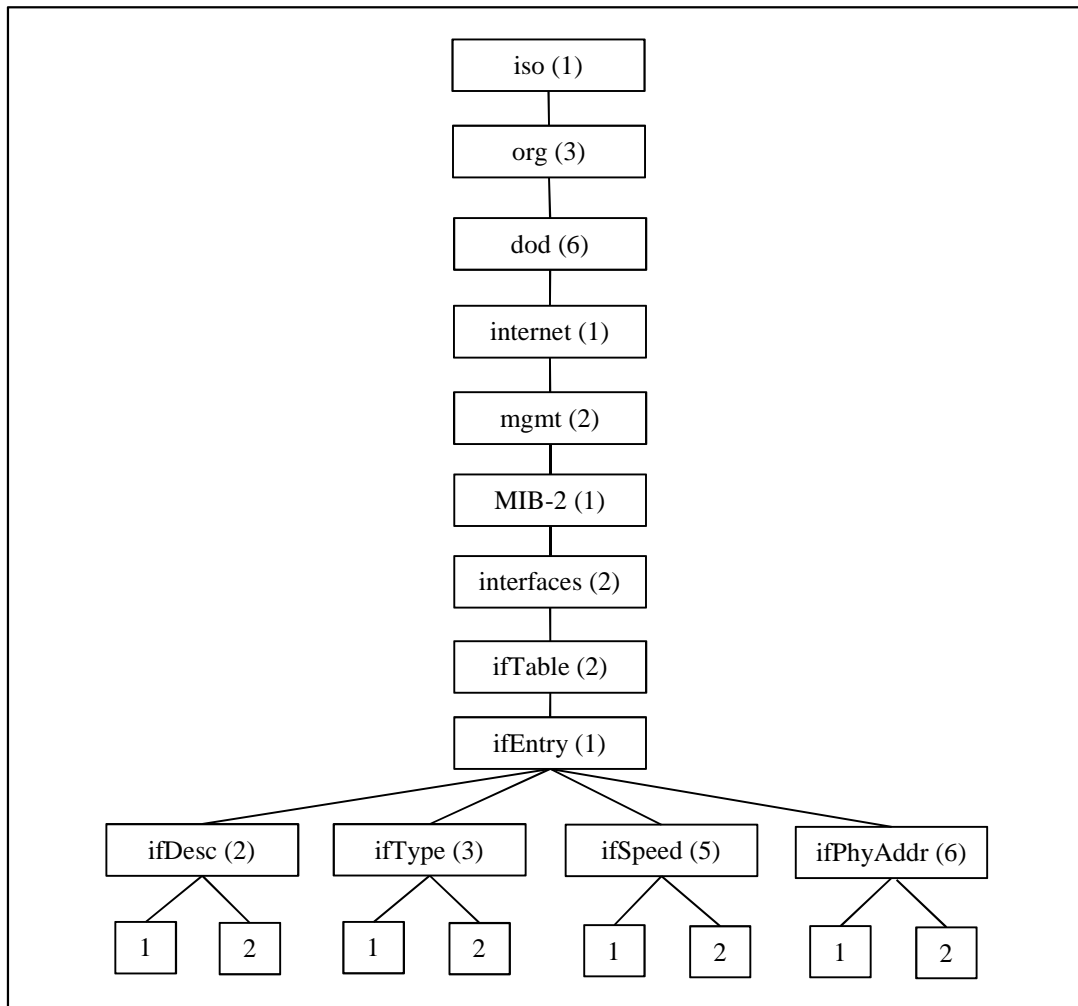 iso (1)
org (3)
dod (6)
internet (1)
mgmt (2)
MIB-2 (1)
interfaces (2)
ifTable (2)
ifEntry (1)
ifDesc (2)
ifType (3)
ifSpeed (5)
ifPhyAddr (6)
1
2
1
2
1
2
1
2